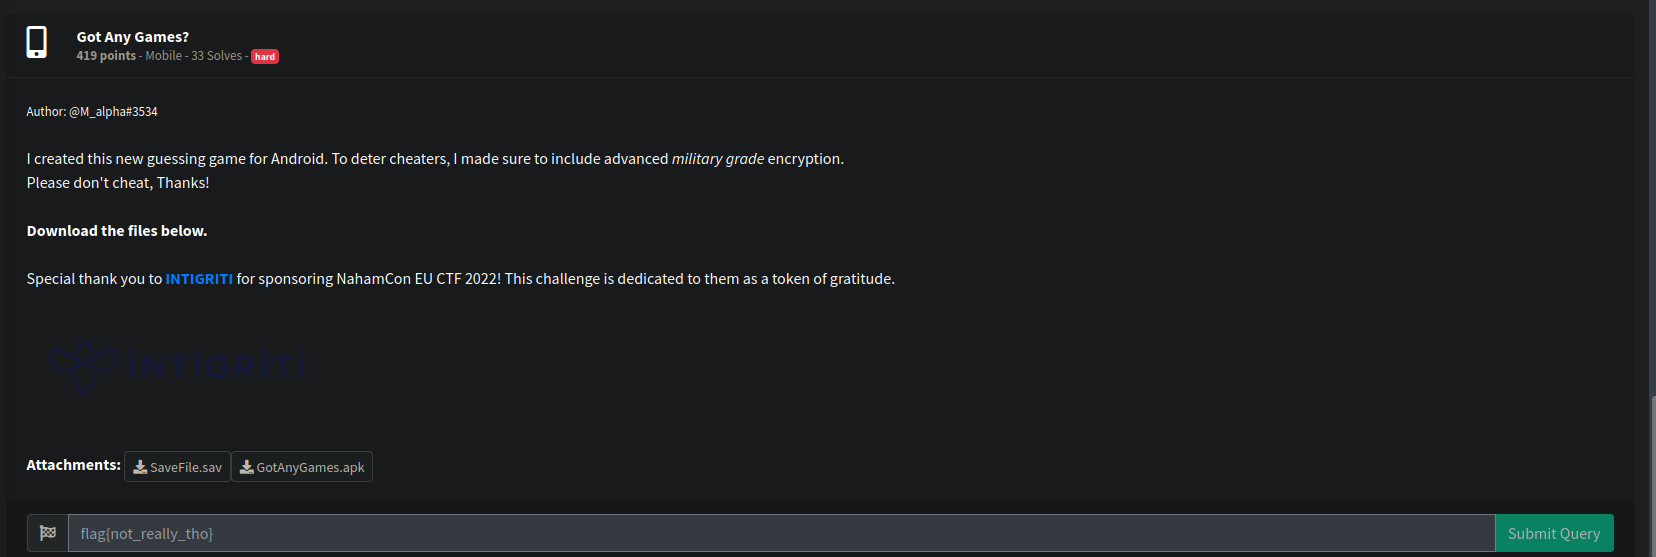 Got Any Games?
419 points - Mobile - 33 Solves - hard
Author: @M_alpha#3534
I created this new guessing game for Android. To deter cheaters, I made sure to include advanced military grade encryption.
Please don't cheat, Thanks!
Download the files below.
Special thank you to INTIGRITI for sponsoring NahamCon EU CTF 2022! This challenge is dedicated to them as a token of gratitude.
INTIGRITI
Attachments: SaveFile.sav GotAnyGames.apk
flag{not_really_tho} Submit Query